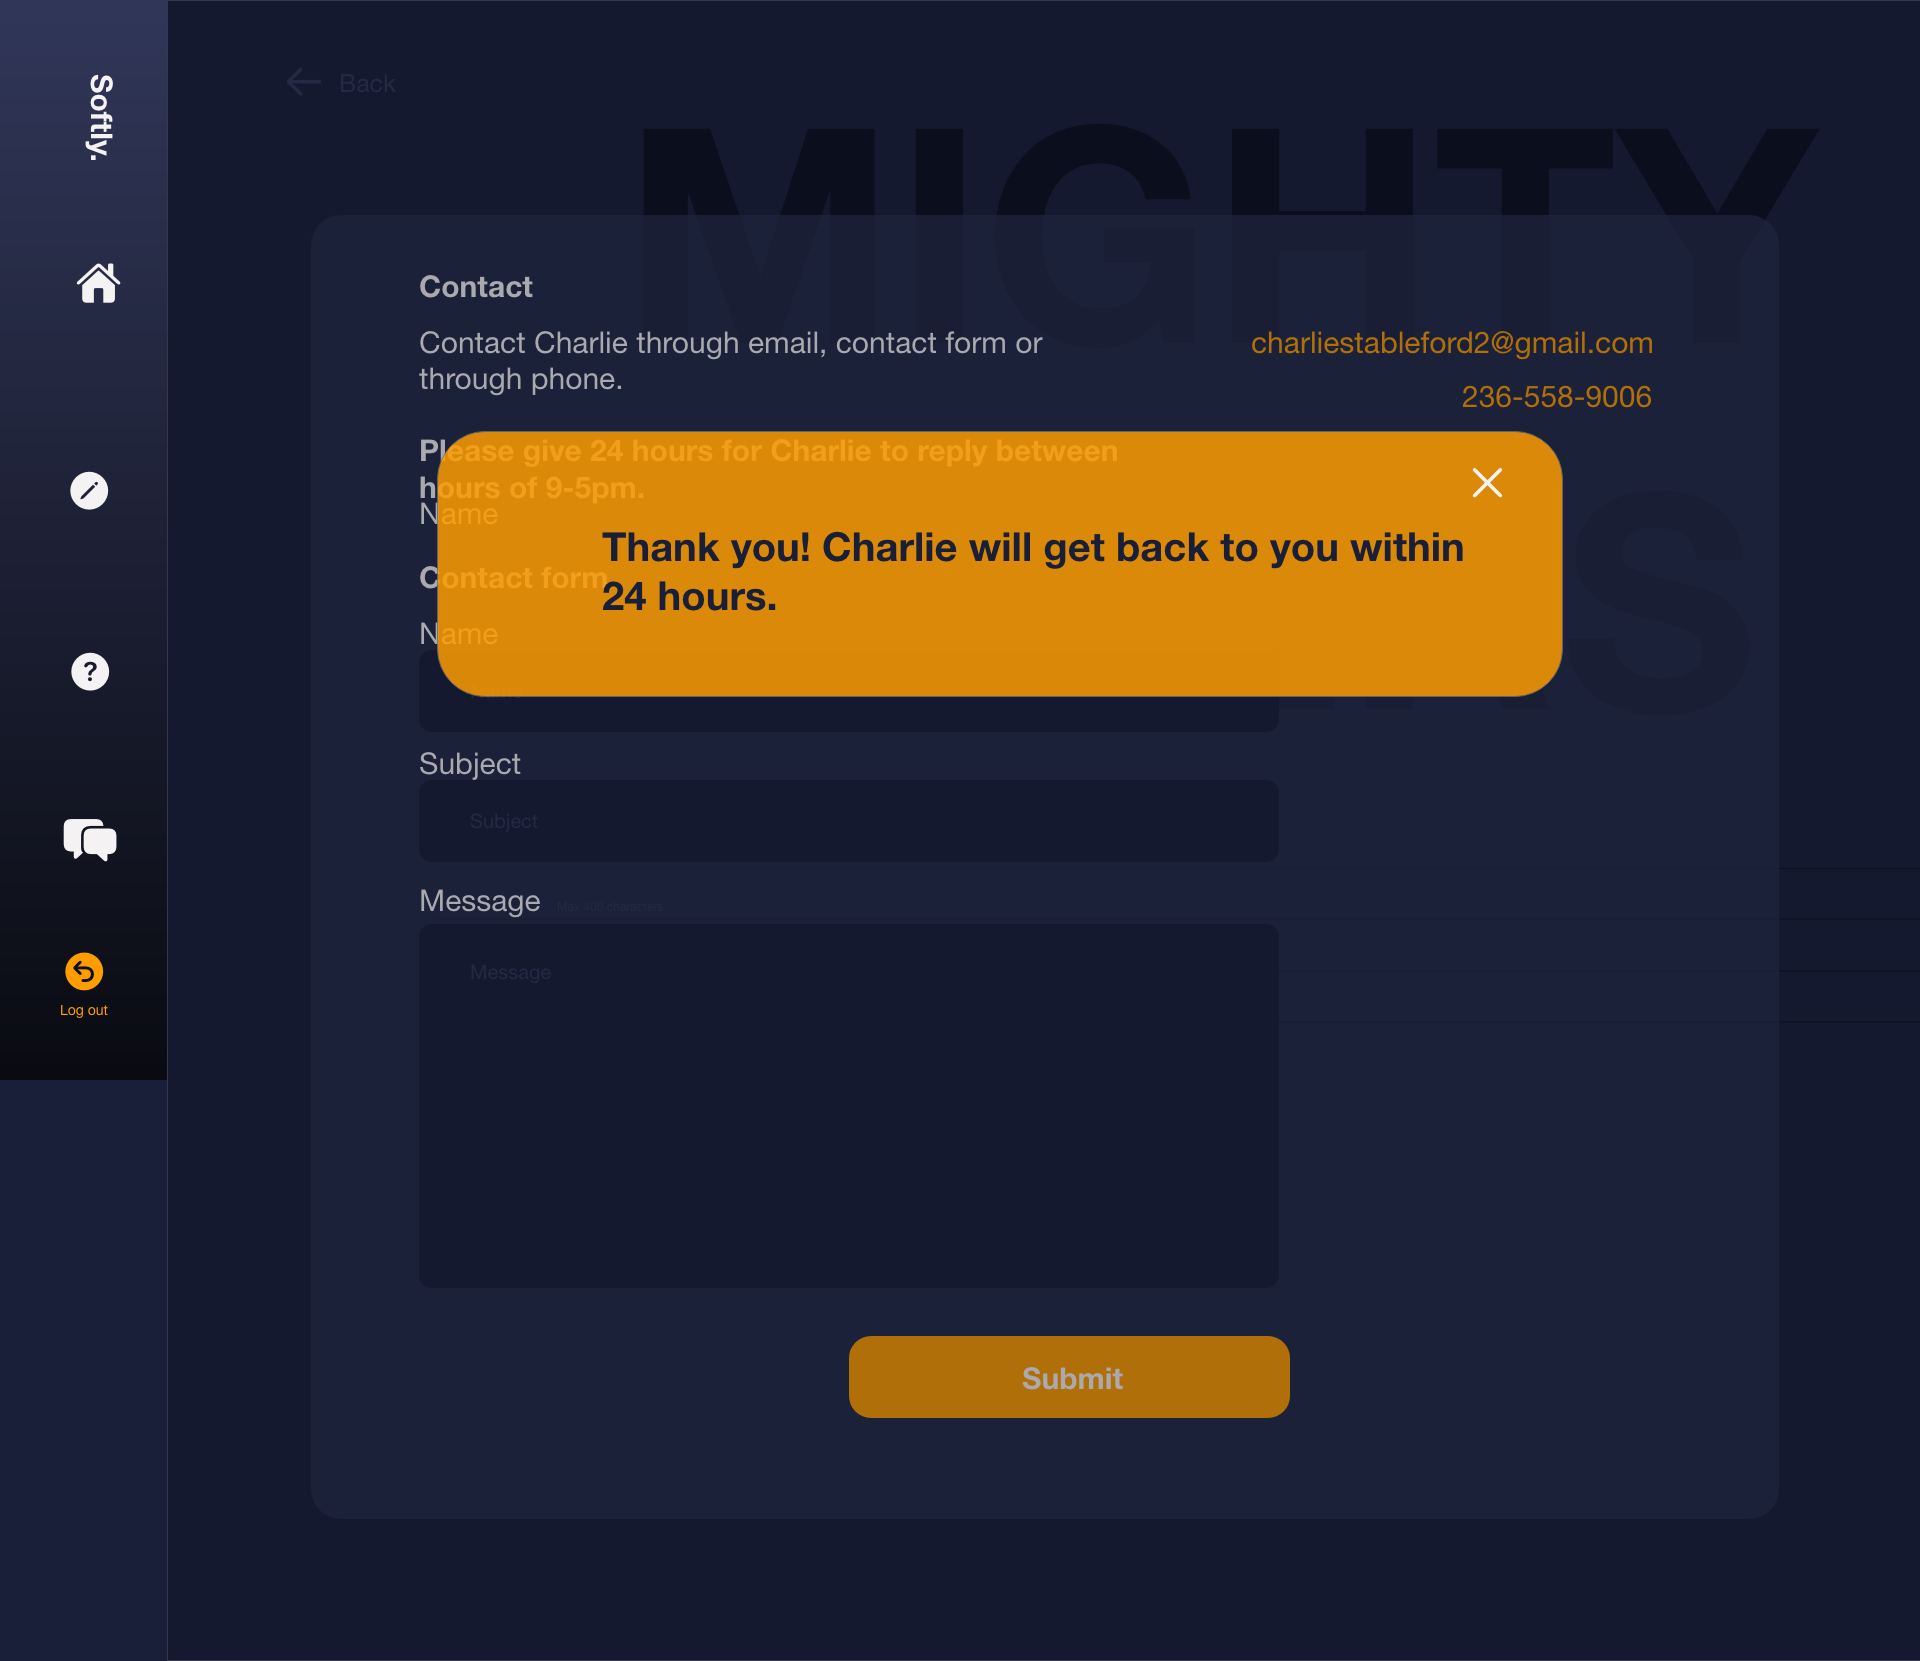 Softly.
Back
MIGHTY
Contact
Contact Charlie through email, contact form or
through phone.
charliestableford2@gmail.com
236-558-9006
Please give 24 hours for Charlie to reply between
hours of 9-5pm.
Name
Thank you! Charlie will get back to you within
24 hours.
Contact form
Name
Subject
Subject
Message
Max 400 characters
Message
Submit
?
Log out